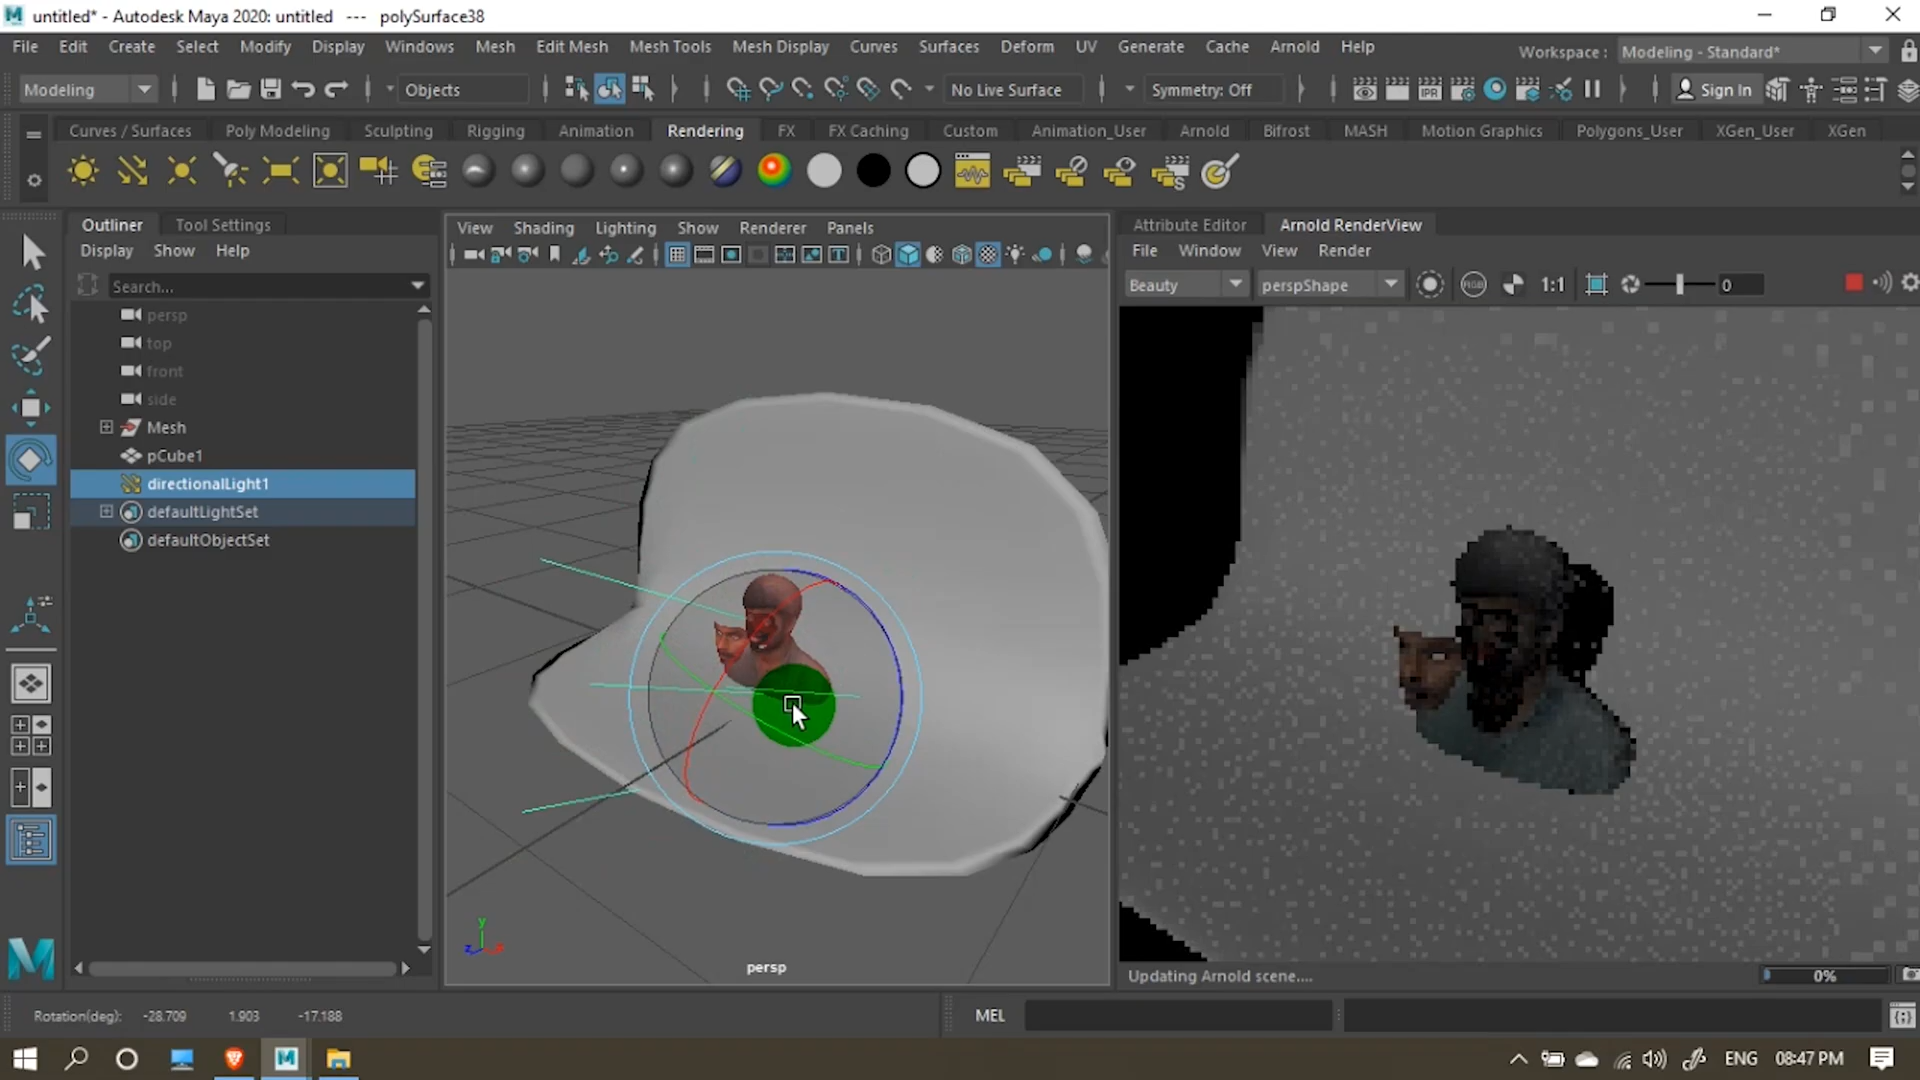 untitled* - Autodesk Maya 2020: untitled --- polySurface38
File Edit Create Select Modify Display Windows Mesh Edit Mesh Mesh Tools Mesh Display Curves Surfaces Deform UV Generate Cache Arnold Help
Workspace : Modeling - Standard*
Modeling Objects No Live Surface Symmetry: Off IPR Sign In
Curves / Surfaces Poly Modeling Sculpting Rigging Animation Rendering FX FX Caching Custom Animation_User Arnold Bifrost MASH Motion Graphics Polygons_User XGen_User XGen
Outliner Tool Settings
Display Show Help
Search...
persp
top
front
side
Mesh
pCube1
directionalLight1
defaultLightSet
defaultObjectSet
View Shading Lighting Show Renderer Panels
y
z
persp
Attribute Editor Arnold RenderView
File Window View Render
Beauty perspShape RGB 1:1 0
Updating Arnold scene.... 0%
Rotation(deg): -28.709 1.903 -17.188
MEL
ENG 08:47 PM